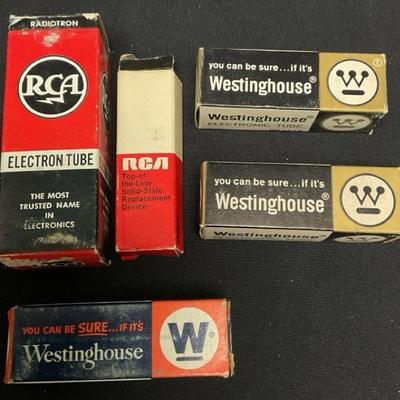 RADIOTRON
RCA
ELECTRON TUBE
THE MOST
TRUSTED NAME
IN
ELECTRONICS
RCA
Top-of-
the-Line
Solid-State
Replacement
Device
you can be sure...if it's
Westinghouse®
W
Westinghouse®
ELECTRONIC TUBE
you can be sure...if it's
Westinghouse®
W
Westinghouse®
YOU CAN BE SURE...IF IT'S
Westinghouse
W